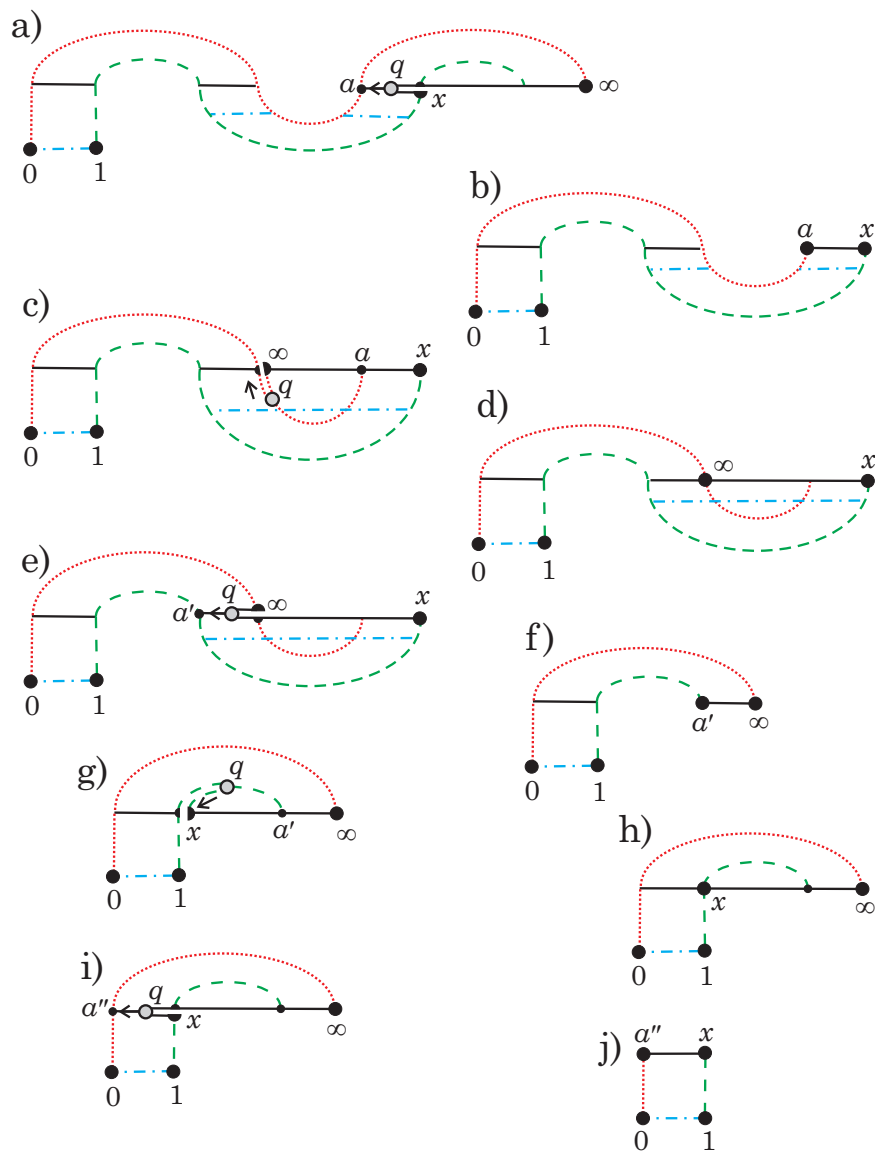 a)
q
a
x
∞
0 1
b)
a x
0 1
c)
∞ a x
q
0 1
d)
∞ x
0 1
e)
q
a′ ∞ x
0 1
f)
a′ ∞
0 1
g)
q
x a′ ∞
0 1
h)
x ∞
0 1
i)
q
a″ x ∞
0 1
j)
a″ x
0 1